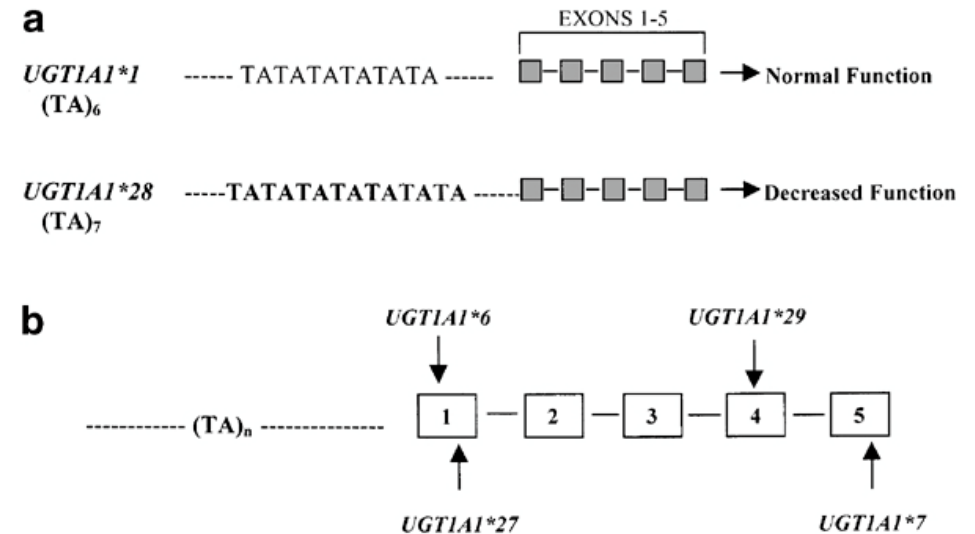 a
EXONS 1-5
UGT1A1*1 ------ TATATATATATA ------ Normal Function
(TA)6
UGT1A1*28 -----TATATATATATATA ----- Decreased Function
(TA)7
b
UGT1A1*6 UGT1A1*29
----------- (TA)n -------------- 1 2 3 4 5
UGT1A1*27 UGT1A1*7